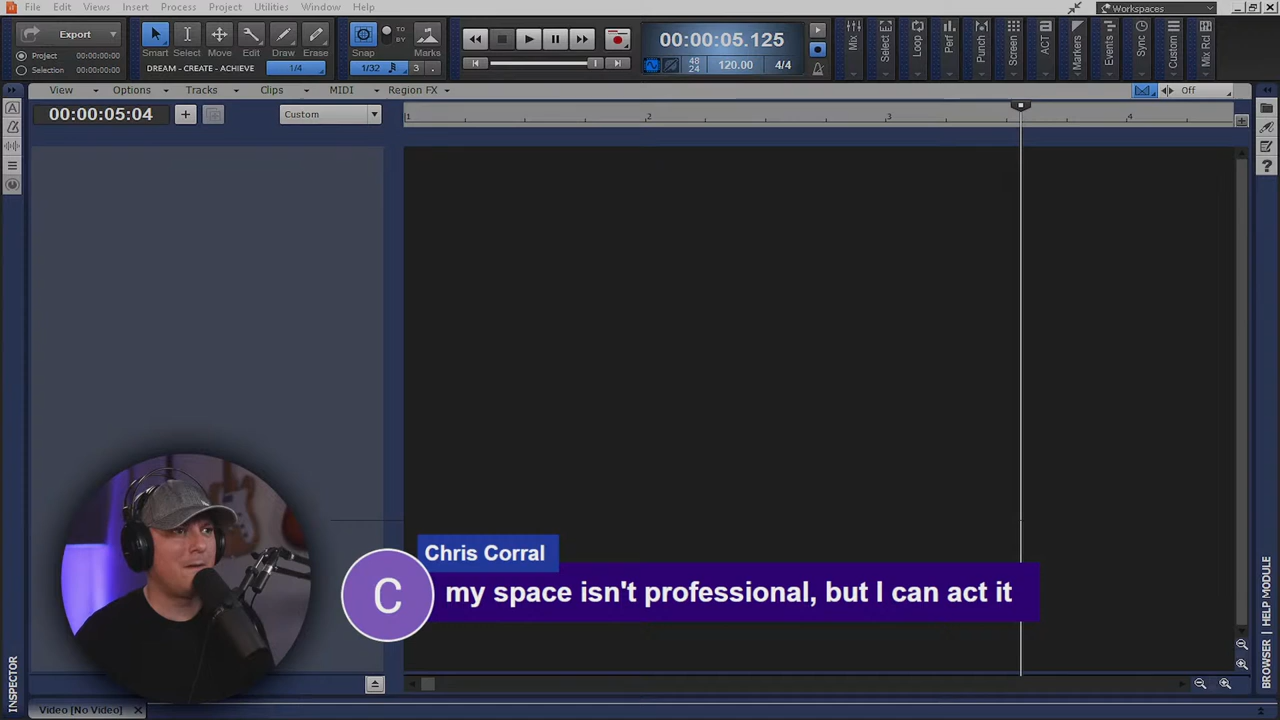 File Edit Views Insert Process Project Utilities Window Help
Workspaces
Export
Project 00:00:00:00
Selection 00:00:00:00
Smart Select Move Edit Draw Erase
DREAM - CREATE - ACHIEVE 1/4
Snap TO BY Marks
1/32 3
00:00:05.125
48 24 120.00 4/4
Mix Select Loop Perf Punch Screen ACT Markers Events Sync Custom Mix Rcl
View Options Tracks Clips MIDI Region FX
Off
00:00:05:04
Custom
1 2 3 4
Chris Corral
C
my space isn't professional, but I can act it
INSPECTOR
BROWSER | HELP MODULE
Video [No Video]